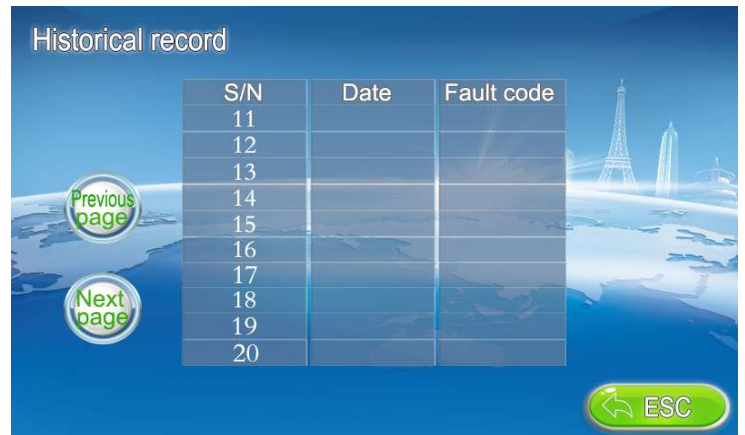 Historical record
S/N Date Fault code
11
12
13
14
15
16
17
18
19
20
Previous
page
Next
page
ESC